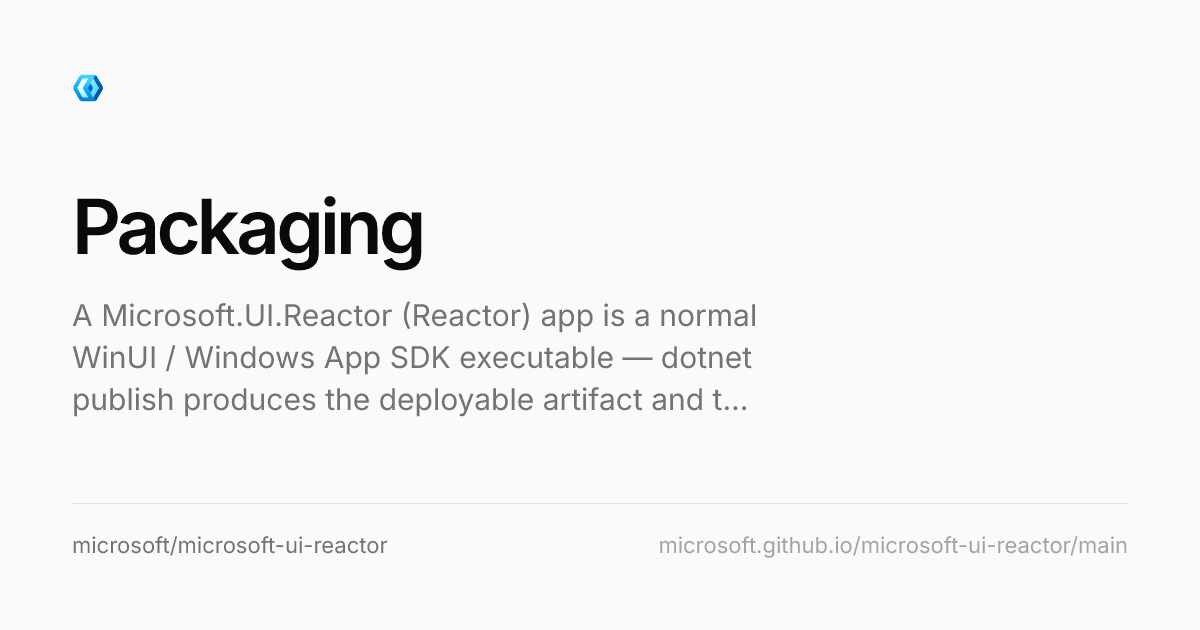 Packaging
A Microsoft.UI.Reactor (Reactor) app is a normal
WinUI / Windows App SDK executable — dotnet
publish produces the deployable artifact and t...
microsoft/microsoft-ui-reactor
microsoft.github.io/microsoft-ui-reactor/main